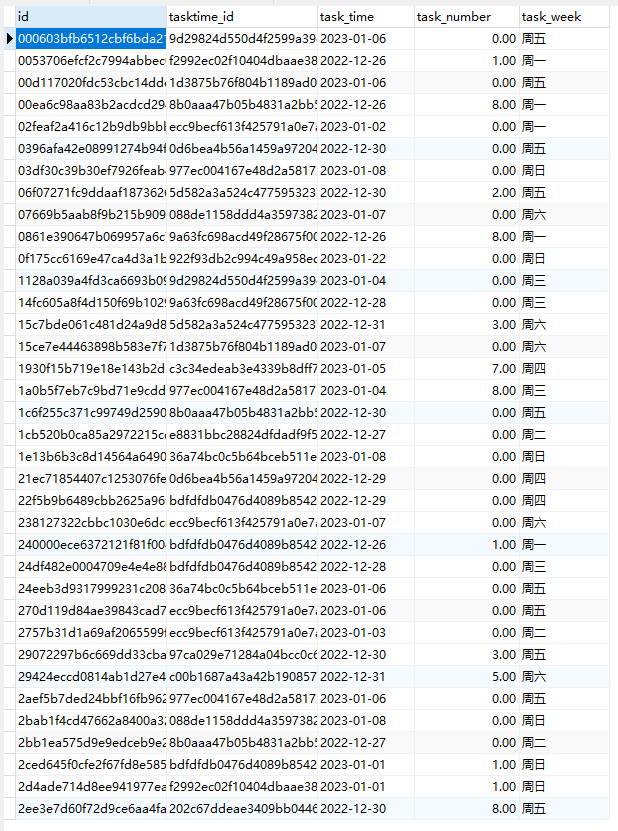 id tasktime_id task_time task_number task_week
000603bfb6512cbf6bda2 9d29824d550d4f2599a39 2023-01-06 0.00 周五
0053706efcf2c7994abbec f2992ec02f10404dbaae38 2022-12-26 1.00 周一
00d117020fdc53cbc14dd 1d3875b76f804b1189ad0 2023-01-06 0.00 周五
00ea6c98aa83b2acdcd29 8b0aaa47b05b4831a2bb5 2022-12-26 8.00 周一
02feaf2a416c12b9db9bb ecc9becf613f425791a0e7 2023-01-02 0.00 周一
0396afa42e08991274b94f 0d6bea4b56a1459a97204 2022-12-30 0.00 周五
03df30c39b30ef7926feab 977ec004167e48d2a5817 2023-01-08 0.00 周日
06f07271fc9ddaaf187362 5d582a3a524c477595323 2022-12-30 2.00 周五
07669b5aab8f9b215b909 088de1158ddd4a3597382 2023-01-07 0.00 周六
0861e390647b069957a6c 9a63fc698acd49f28675f00 2022-12-26 8.00 周一
0f175cc6169e47ca4d3a1b 922f93db2c994c49a958e 2023-01-22 0.00 周日
1128a039a4fd3ca6693b09 9d29824d550d4f2599a39 2023-01-04 0.00 周三
14fc605a8f4d150f69b1029 9a63fc698acd49f28675f00 2022-12-28 0.00 周三
15c7bde061c481d24a9d8 5d582a3a524c477595323 2022-12-31 3.00 周六
15ce7e44463898b583e7f7 1d3875b76f804b1189ad0 2023-01-07 0.00 周六
1930f15b719e18e143b2d c3c34edeab3e4339b8dff7 2023-01-05 7.00 周四
1a0b5f7eb7c9bd71e9cdd 977ec004167e48d2a5817 2023-01-04 8.00 周三
1c6f255c371c99749d2590 8b0aaa47b05b4831a2bb5 2022-12-30 0.00 周五
1cb520b0ca85a2972215c e8831bbc28824dfdadf9f5 2022-12-27 0.00 周二
1e13b6b3c8d14564a6490 36a74bc0c5b64bceb511e 2023-01-08 0.00 周日
21ec71854407c1253076fe 0d6bea4b56a1459a97204 2022-12-29 0.00 周四
22f5b9b6489cbb2625a96 bdfdfdb0476d4089b8542 2022-12-29 0.00 周四
238127322cbbc1030e6dc ecc9becf613f425791a0e7 2023-01-07 0.00 周六
240000ece6372121f81f00 bdfdfdb0476d4089b8542 2022-12-26 1.00 周一
24df482e0004709e4e4e88 bdfdfdb0476d4089b8542 2022-12-28 0.00 周三
24eeb3d9317999231c208 36a74bc0c5b64bceb511e 2023-01-06 0.00 周五
270d119d84ae39843cad7 ecc9becf613f425791a0e7 2023-01-06 0.00 周五
2757b31d1a69af2065599 ecc9becf613f425791a0e7 2023-01-03 0.00 周二
29072297b6c669dd33cba 97ca029e71284a04bcc0c6 2022-12-30 3.00 周五
29424eccd0814ab1d27e4 c00b1687a43a42b190857 2022-12-31 5.00 周六
2aef5b7ded24bbf16fb962 977ec004167e48d2a5817 2023-01-06 0.00 周五
2bab1f4cd47662a8400a3 088de1158ddd4a3597382 2023-01-08 0.00 周日
2bb1ea575d9e9edceb9e2 8b0aaa47b05b4831a2bb5 2022-12-27 0.00 周二
2ced645f0cfe2f67fd8e585 bdfdfdb0476d4089b8542 2023-01-01 1.00 周日
2d4ade714d8ee941977ea f2992ec02f10404dbaae38 2023-01-01 1.00 周日
2ee3e7d60f72d9ce6aa4fa 202c67ddeae3409bb0446 2022-12-30 8.00 周五